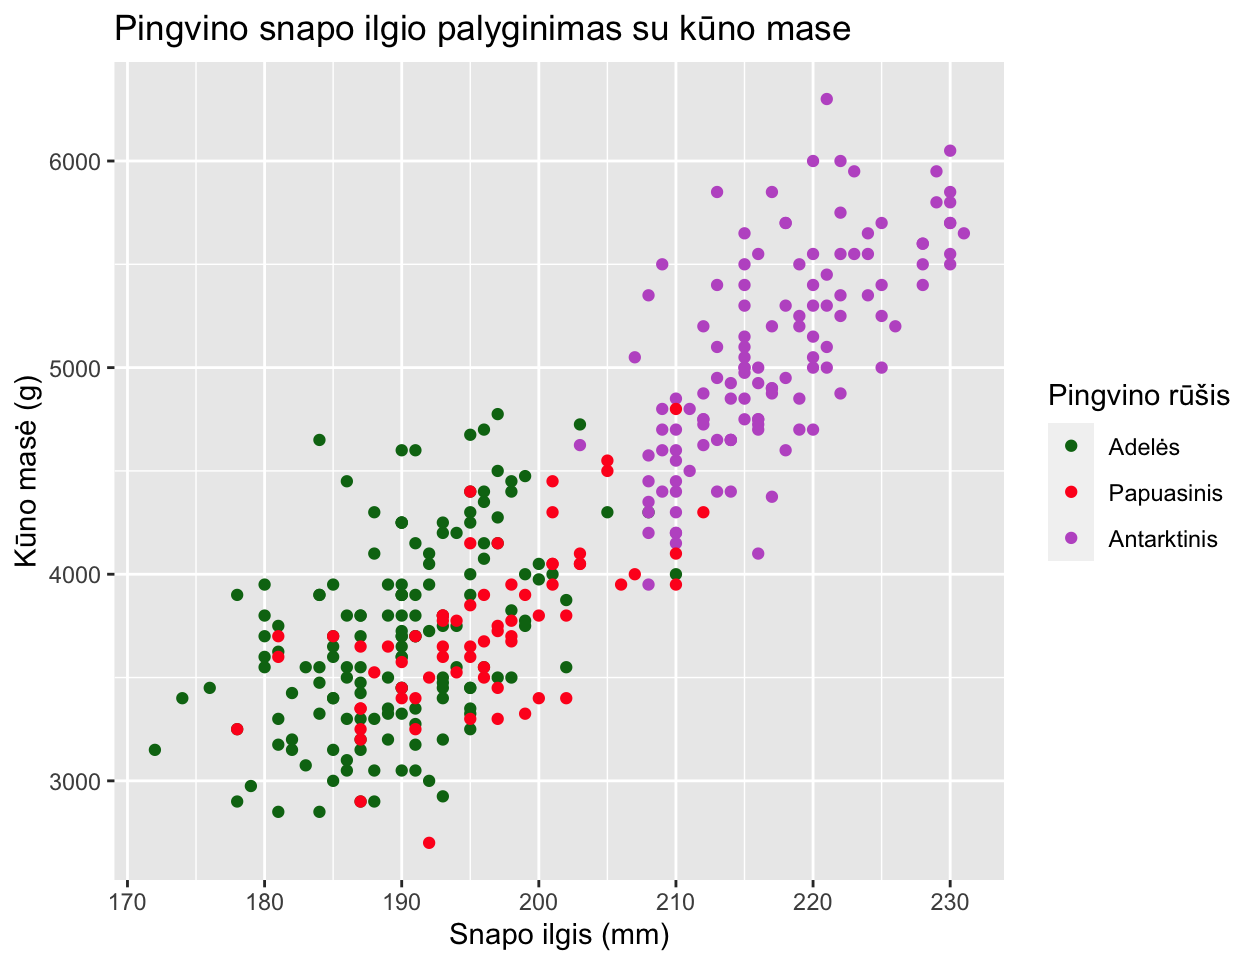 Pingvino snapo ilgio palyginimas su kūno mase
Kūno masė (g)
6000
5000
4000
3000
170 180 190 200 210 220 230
Snapo ilgis (mm)
Pingvino rūšis
Adelės
Papuasinis
Antarktinis